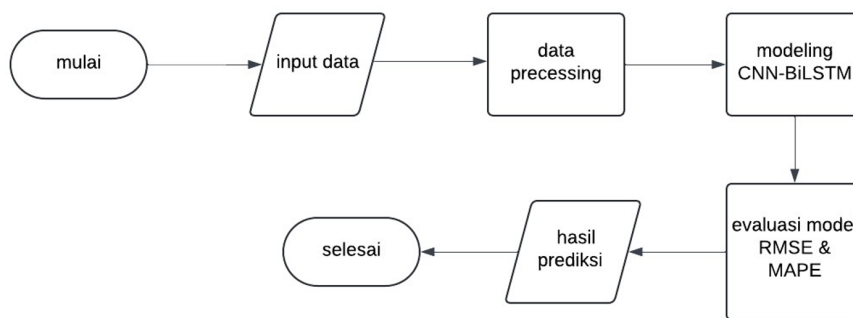 mulai
input data
data
precessing
modeling
CNN-BiLSTM
evaluasi mode
RMSE &
MAPE
hasil
prediksi
selesai